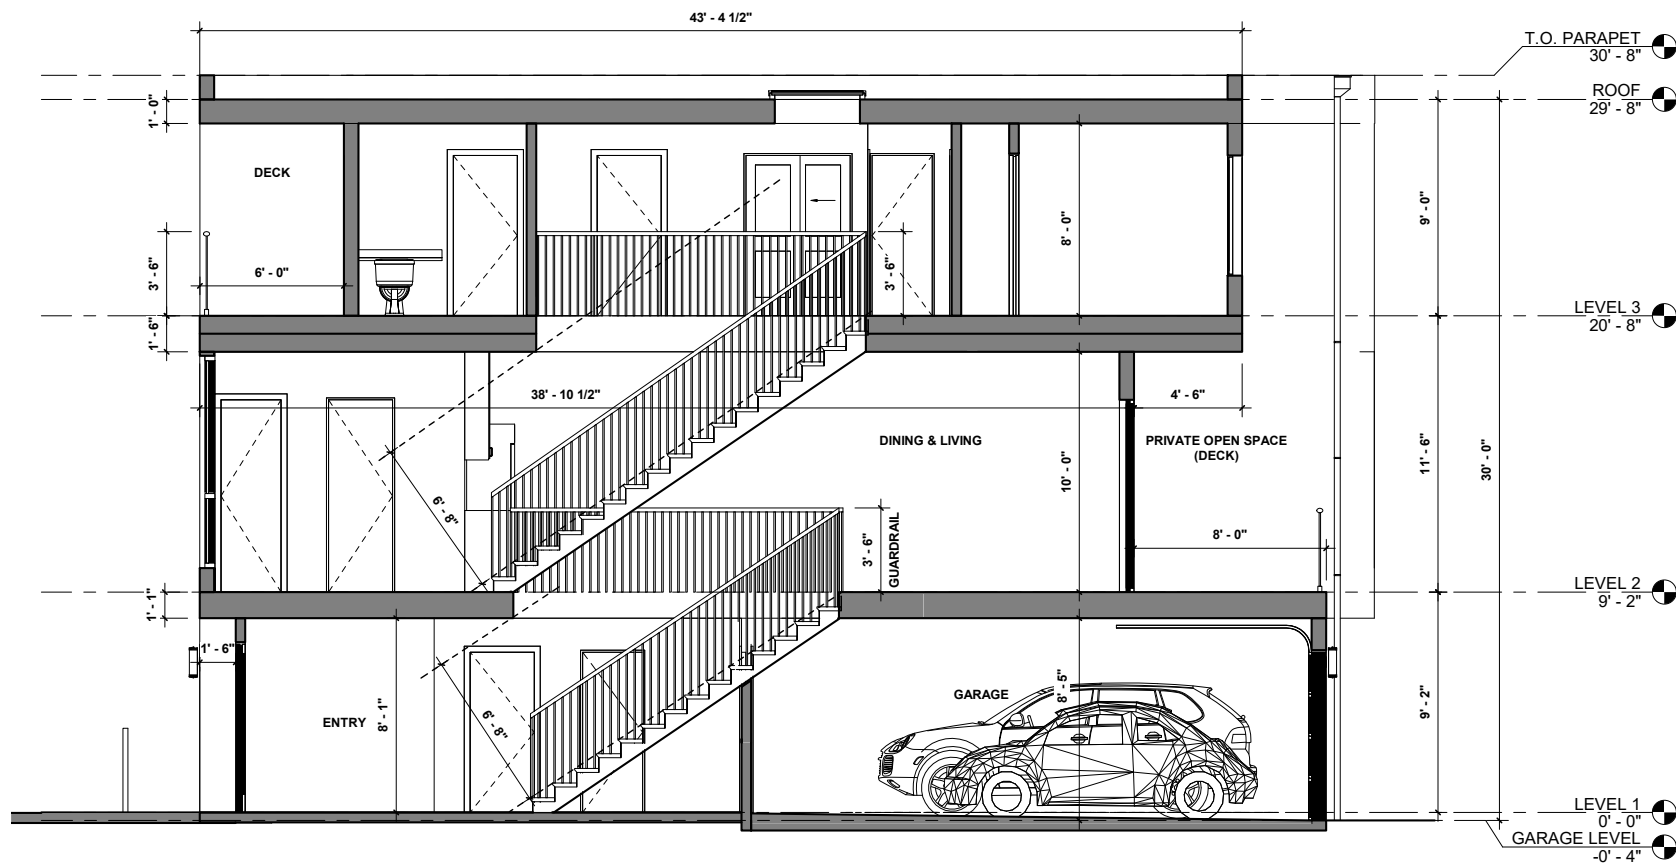 43' - 4 1/2"
T.O. PARAPET
30' - 8"
ROOF
29' - 8"
1' - 0"
DECK
9' - 0"
8' - 0"
3' - 6"
6' - 0"
3' - 6"
LEVEL 3
20' - 8"
1' - 6"
38' - 10 1/2"
4' - 6"
DINING & LIVING
PRIVATE OPEN SPACE
(DECK)
11' - 6"
30' - 0"
10' - 0"
6' - 8"
3' - 6"
GUARDRAIL
8' - 0"
LEVEL 2
9' - 2"
1' - 1"
1' - 6"
8' - 5"
GARAGE
ENTRY
8' - 1"
6' - 8"
9' - 2"
LEVEL 1
0' - 0"
GARAGE LEVEL
-0' - 4"